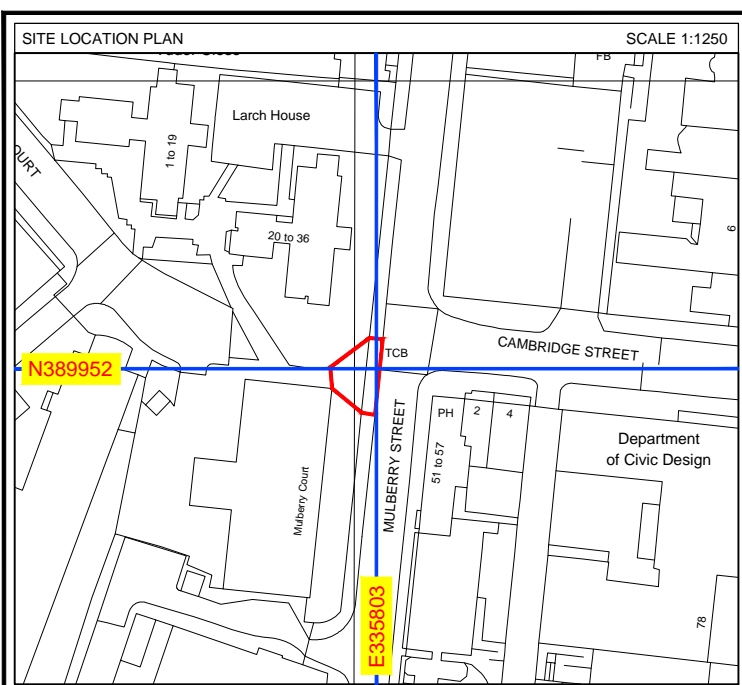 SITE LOCATION PLAN
SCALE 1:1250
FB
Larch House
1 to 19
20 to 36
6
TCB
CAMBRIDGE STREET
N389952
MULBERRY STREET
PH
2
4
51 to 57
Department
of Civic Design
Mulberry Court
E335803
78